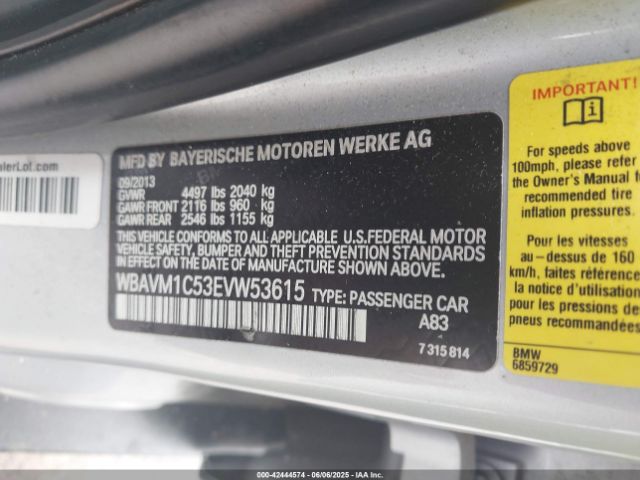 alerLot.com
MFD BY BAYERISCHE MOTOREN WERKE AG
09/2013
GVWR 4497 lbs 2040 kg
GAWR FRONT 2116 lbs 960 kg
GAWR REAR 2546 lbs 1155 kg
THIS VEHICLE CONFORMS TO ALL APPLICABLE U.S.FEDERAL MOTOR
VEHICLE SAFETY, BUMPER AND THEFT PREVENTION STANDARDS
IN EFFECT ON THE DATE OF MANUFACTURE SHOWN ABOVE.
WBAVM1C53EVW53615 TYPE: PASSENGER CAR
A83
7 315 814
IMPORTANT!
For speeds above
100mph, please refer
the Owner's Manual f
recommended tire
inflation pressures.
Pour les vitesses
au-dessus de 160
km/h, faites référence
la notice d'utilisation
pour les pressions de
pneus.
BMW
6859729
000-42444574 06/06/2025 IAA Inc.